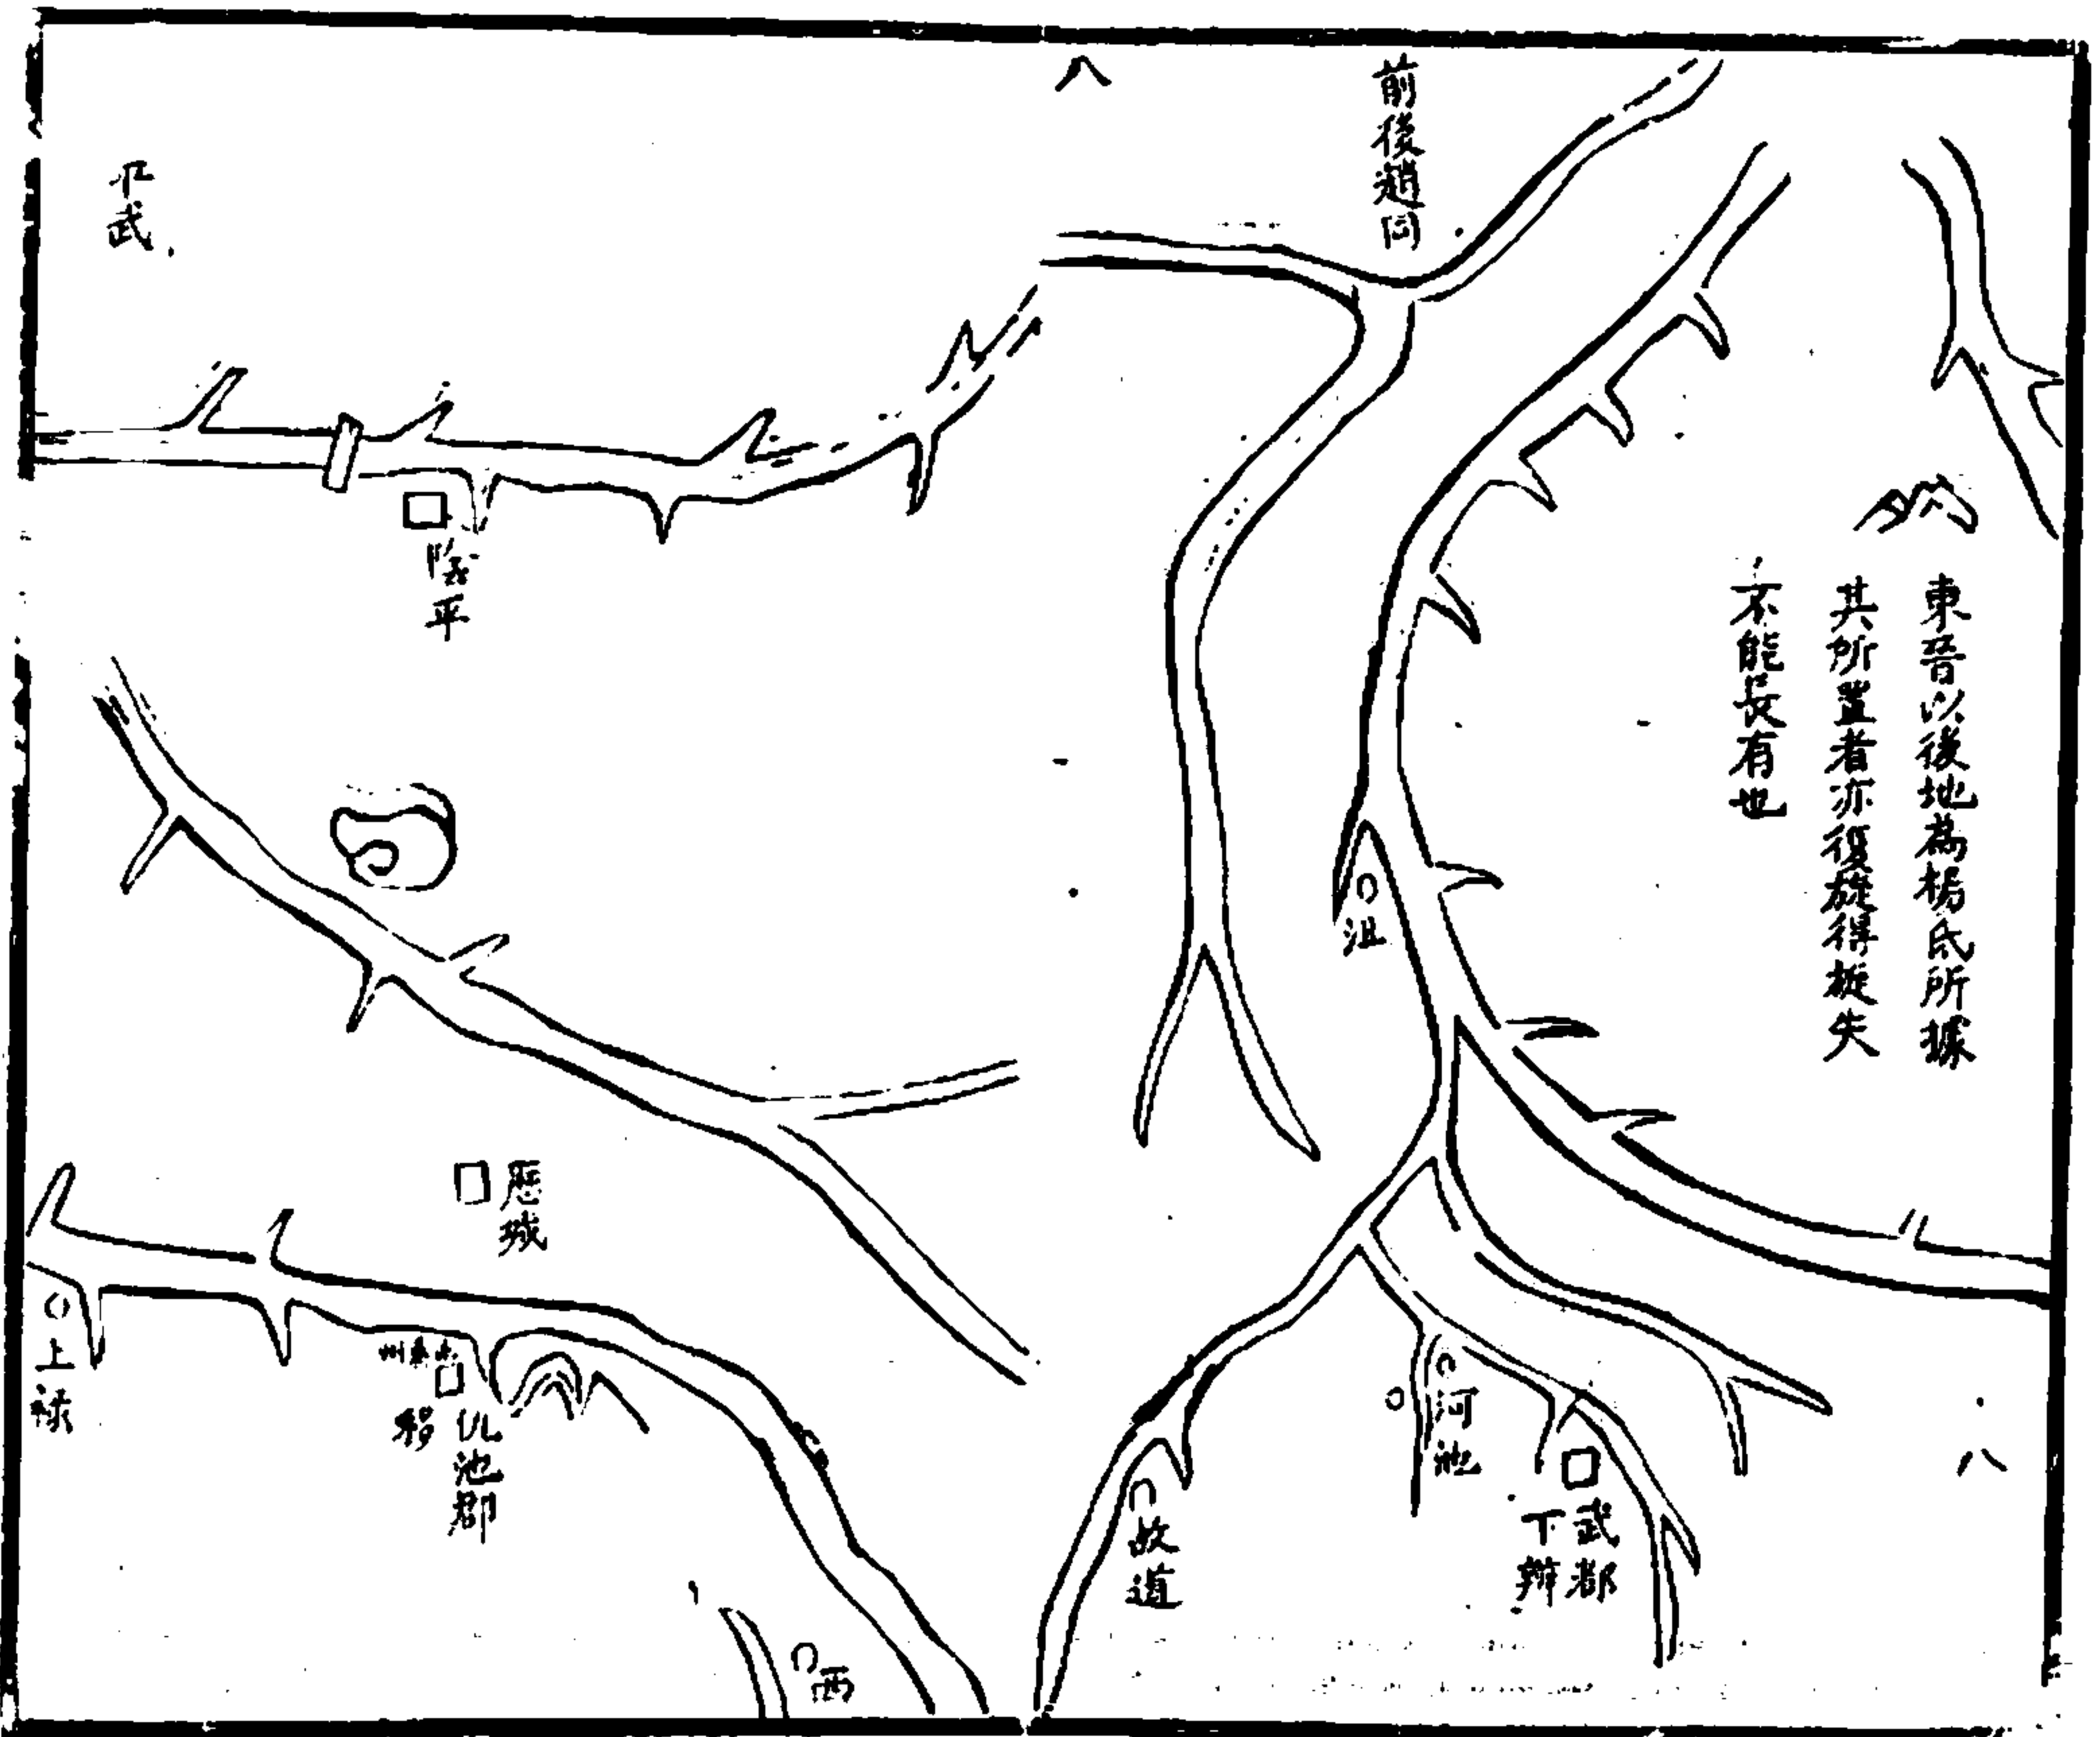 東晉以後地為楊氏所據
其所置者亦復旋得旋失
不能長有也
八
武都
下辨
河池
沮
前後趙同
故道
八
西
歷城
仇池郡
陰平
上祿
平武